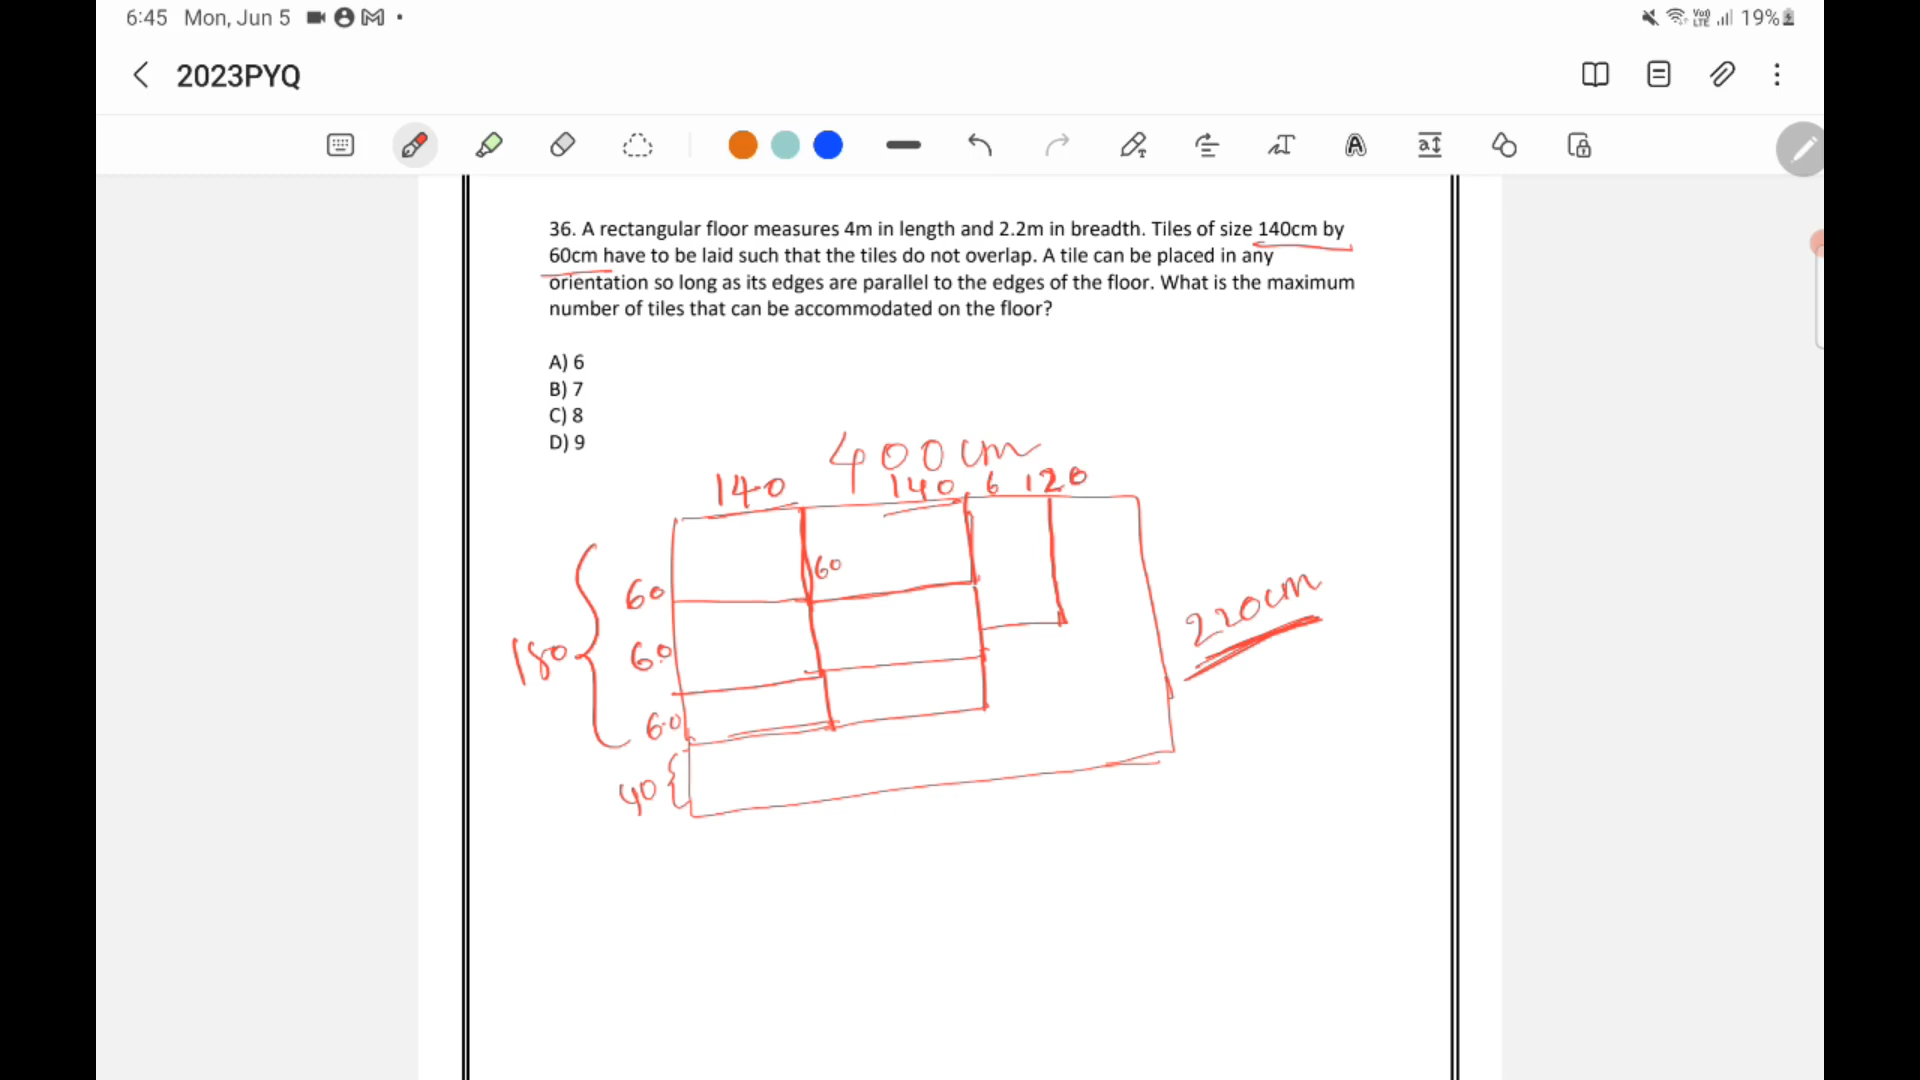 6:45 Mon, Jun 5
19%
2023PYQ
36. A rectangular floor measures 4m in length and 2.2m in breadth. Tiles of size 140cm by
60cm have to be laid such that the tiles do not overlap. A tile can be placed in any
orientation so long as its edges are parallel to the edges of the floor. What is the maximum
number of tiles that can be accommodated on the floor?
A) 6
B) 7
C) 8
D) 9
400cm
140 140 6 120
60
60
60
180
60
40
220cm